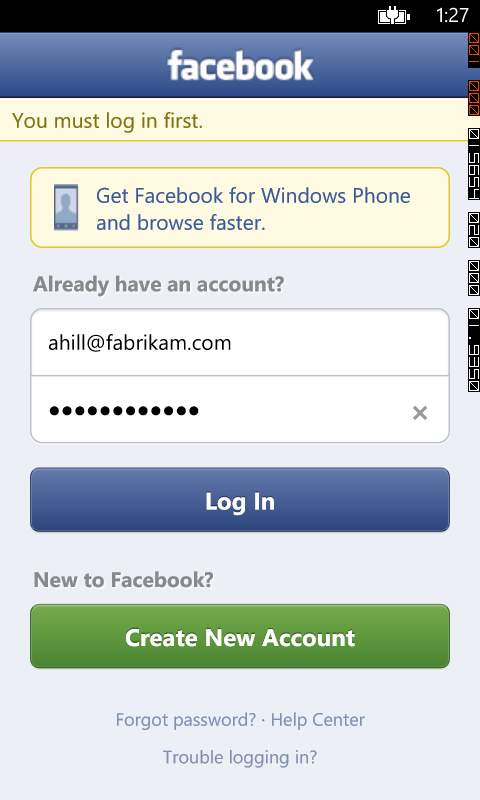 1:27
facebook
You must log in first.
Get Facebook for Windows Phone
and browse faster.
Already have an account?
ahill@fabrikam.com
••••••••••••
Log In
New to Facebook?
Create New Account
Forgot password? · Help Center
Trouble logging in?